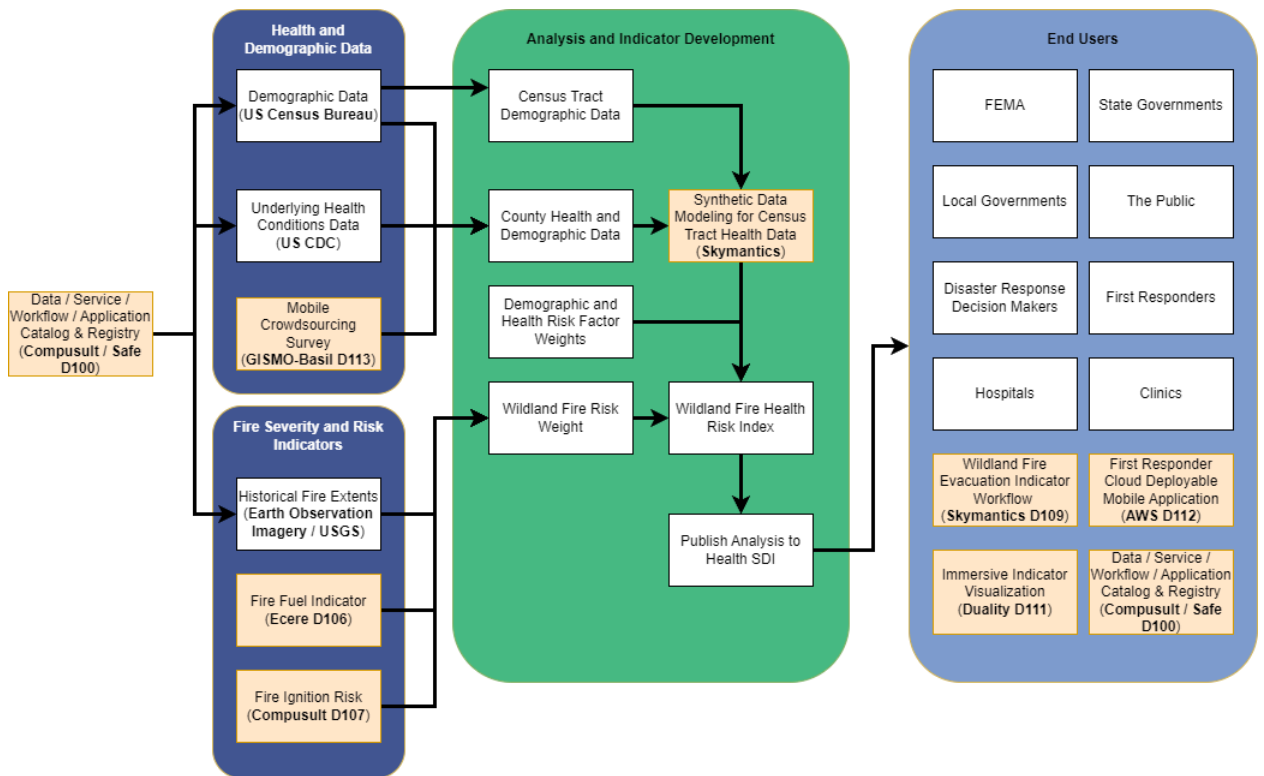 Data / Service /
Workflow / Application
Catalog & Registry
(Compusult / Safe
D100)
Health and
Demographic Data
Demographic Data
(US Census Bureau)
Underlying Health
Conditions Data
(US CDC)
Mobile
Crowdsourcing
Survey
(GISMO-Basil D113)
Fire Severity and Risk
Indicators
Historical Fire Extents
(Earth Observation
Imagery / USGS)
Fire Fuel Indicator
(Ecere D106)
Fire Ignition Risk
(Compusult D107)
Analysis and Indicator Development
Census Tract
Demographic Data
County Health and
Demographic Data
Synthetic Data
Modeling for Census
Tract Health Data
(Skymantics)
Demographic and
Health Risk Factor
Weights
Wildland Fire Risk
Weight
Wildland Fire Health
Risk Index
Publish Analysis to
Health SDI
End Users
FEMA
State Governments
Local Governments
The Public
Disaster Response
Decision Makers
First Responders
Hospitals
Clinics
Wildland Fire
Evacuation Indicator
Workflow
(Skymantics D109)
First Responder
Cloud Deployable
Mobile Application
(AWS D112)
Immersive Indicator
Visualization
(Duality D111)
Data / Service /
Workflow / Application
Catalog & Registry
(Compusult / Safe
D100)